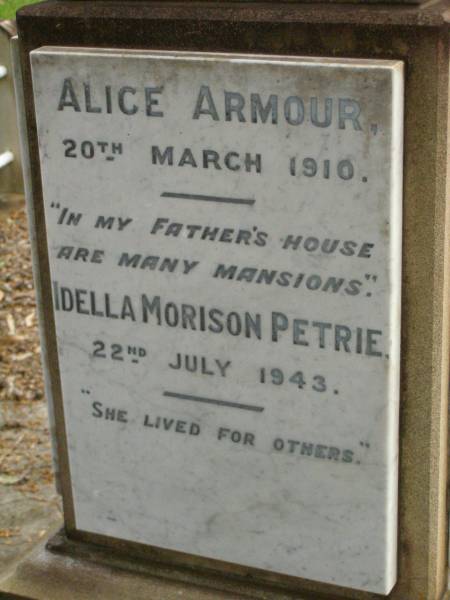 ALICE ARMOUR,
20TH MARCH 1910.
"IN MY FATHER'S HOUSE
ARE MANY MANSIONS."
IDELLA MORISON PETRIE.
22ND JULY 1943.
"SHE LIVED FOR OTHERS."